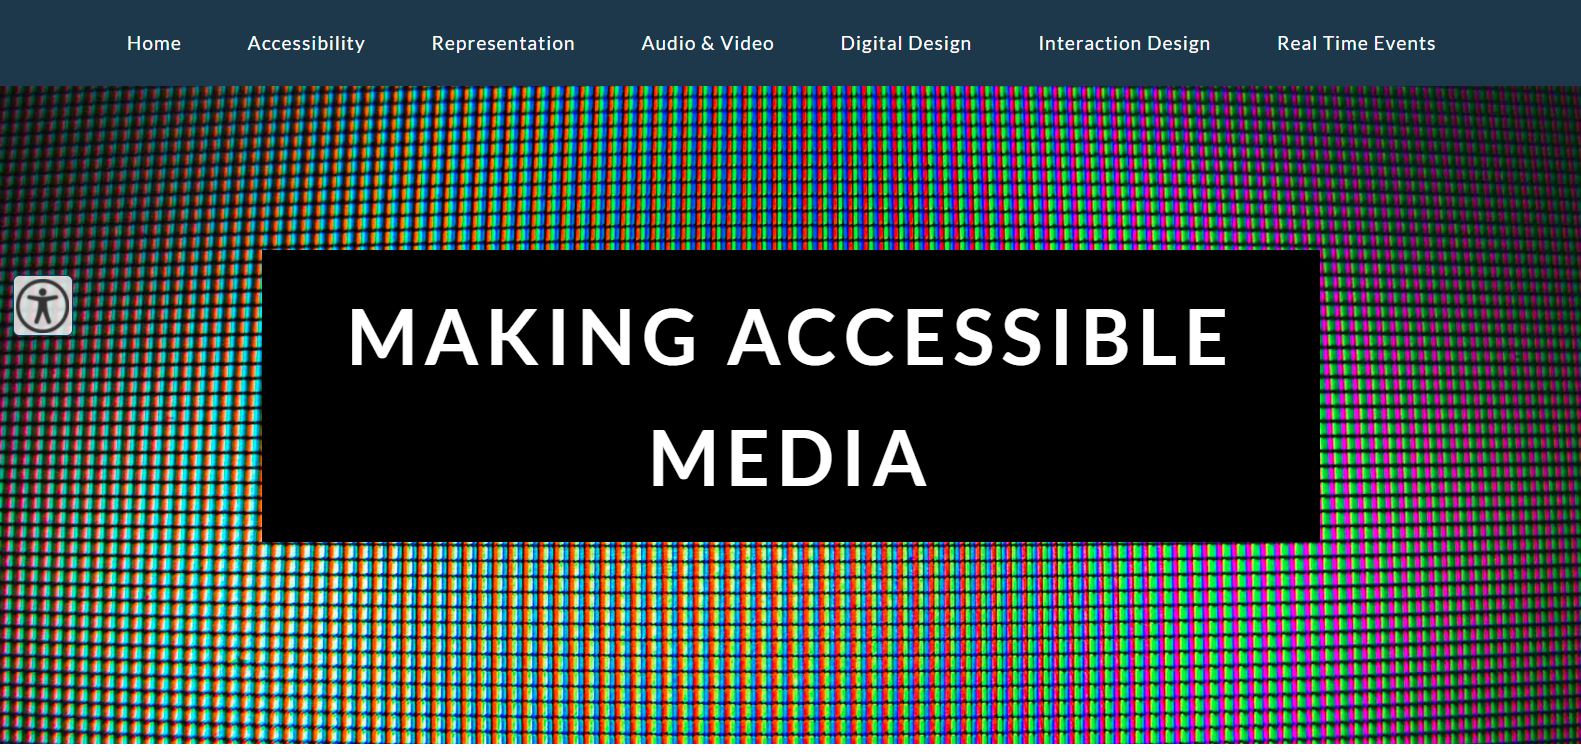 Home Accessibility Representation Audio & Video Digital Design Interaction Design Real Time Events
MAKING ACCESSIBLE
MEDIA